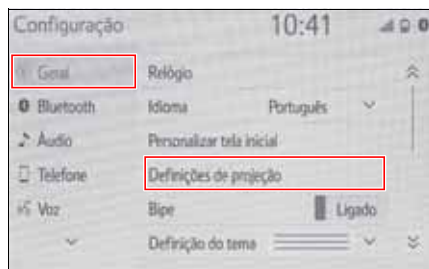 Configuração 10:41
Geral Relógio
Bluetooth Idioma Português
Áudio Personalizar tela inicial
Telefone Definições de projeção
Voz Bipe Ligado
Definição do tema